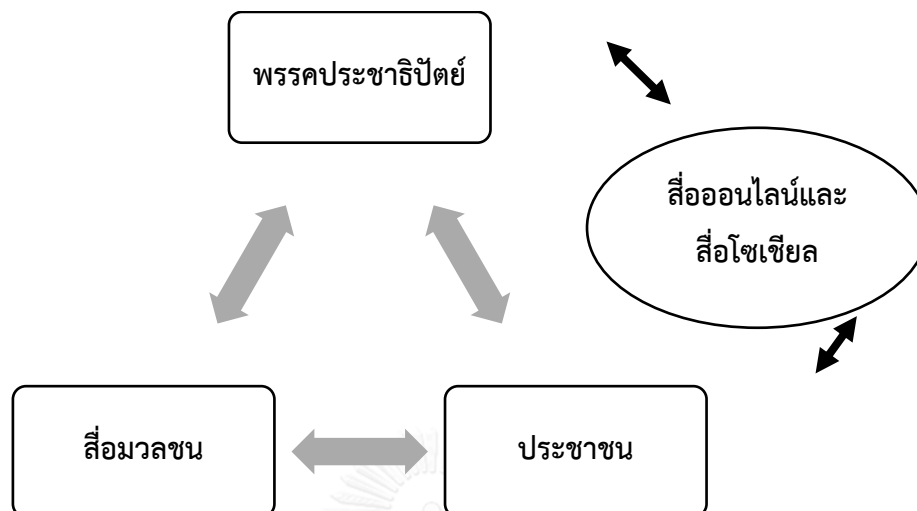 พรรคประชาธิปัตย์
สื่อออนไลน์และ
สื่อโซเชียล
สื่อมวลชน
ประชาชน